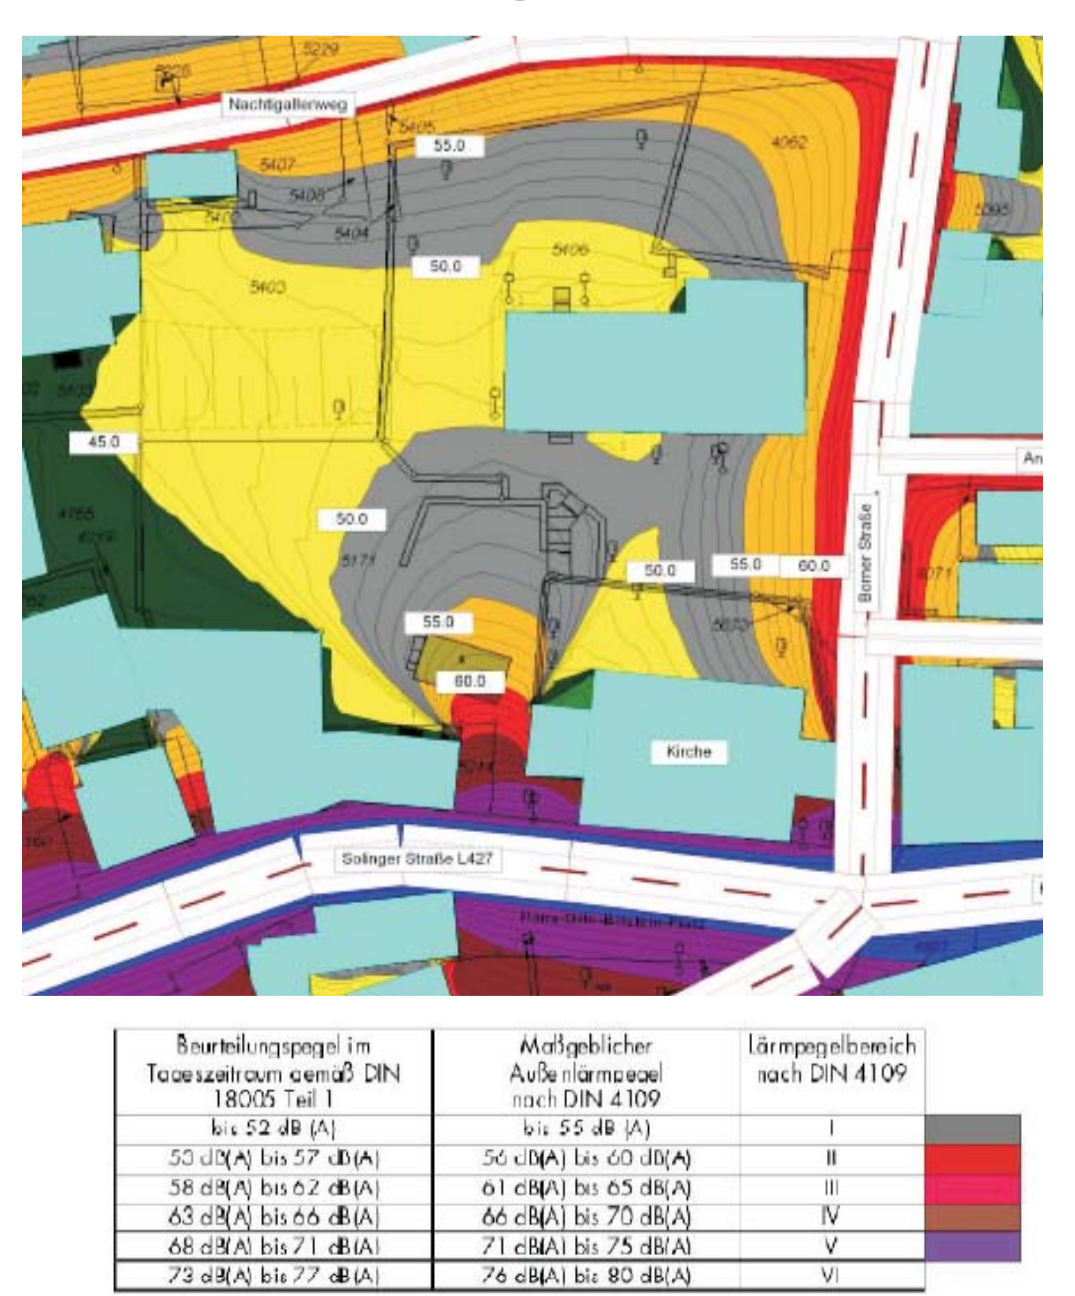 5229
Nachtigallenweg
5405
55.0
4062
5407
5408
5404
5406
50.0
5403
45.0
50.0
5171
50.0
55.0
60.0
Borner Straße
An
4071
4155
55.0
60.0
Kirche
Solinger Straße L427
Beurteilungspegel im
Tageszeitraum gemäß DIN
18005 Teil 1
Maßgeblicher
Außenlärmpegel
nach DIN 4109
Lärmpegelbereich
nach DIN 4109
bis 52 dB (A)
bis 55 dB (A)
I
53 dB(A) bis 57 dB(A)
56 dB(A) bis 60 dB(A)
II
58 dB(A) bis 62 dB(A)
61 dB(A) bis 65 dB(A)
III
63 dB(A) bis 66 dB(A)
66 dB(A) bis 70 dB(A)
IV
68 dB(A) bis 71 dB(A)
71 dB(A) bis 75 dB(A)
V
73 dB(A) bis 77 dB(A)
76 dB(A) bis 80 dB(A)
VI